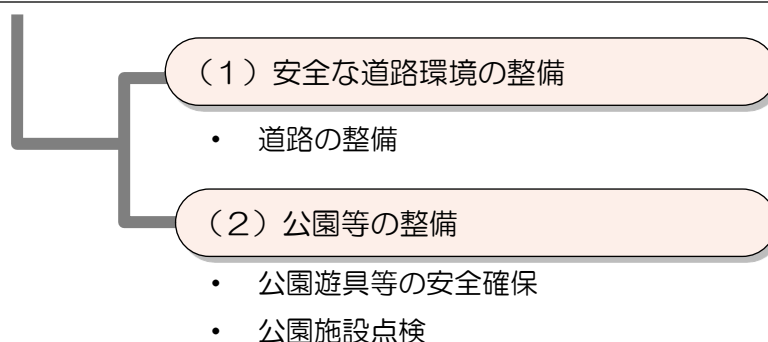 （１）安全な道路環境の整備
• 道路の整備
（２）公園等の整備
• 公園遊具等の安全確保
• 公園施設点検